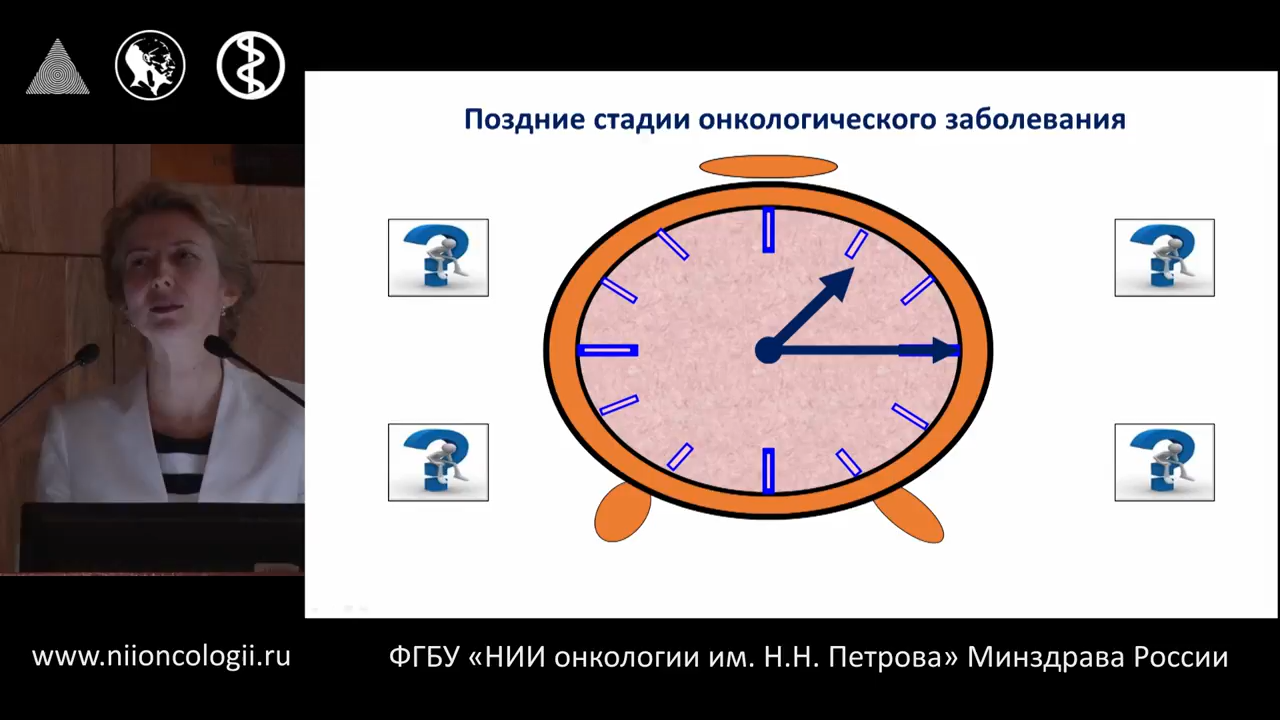 Поздние стадии онкологического заболевания
www.niioncologii.ru
ФГБУ «НИИ онкологии им. Н.Н. Петрова» Минздрава России